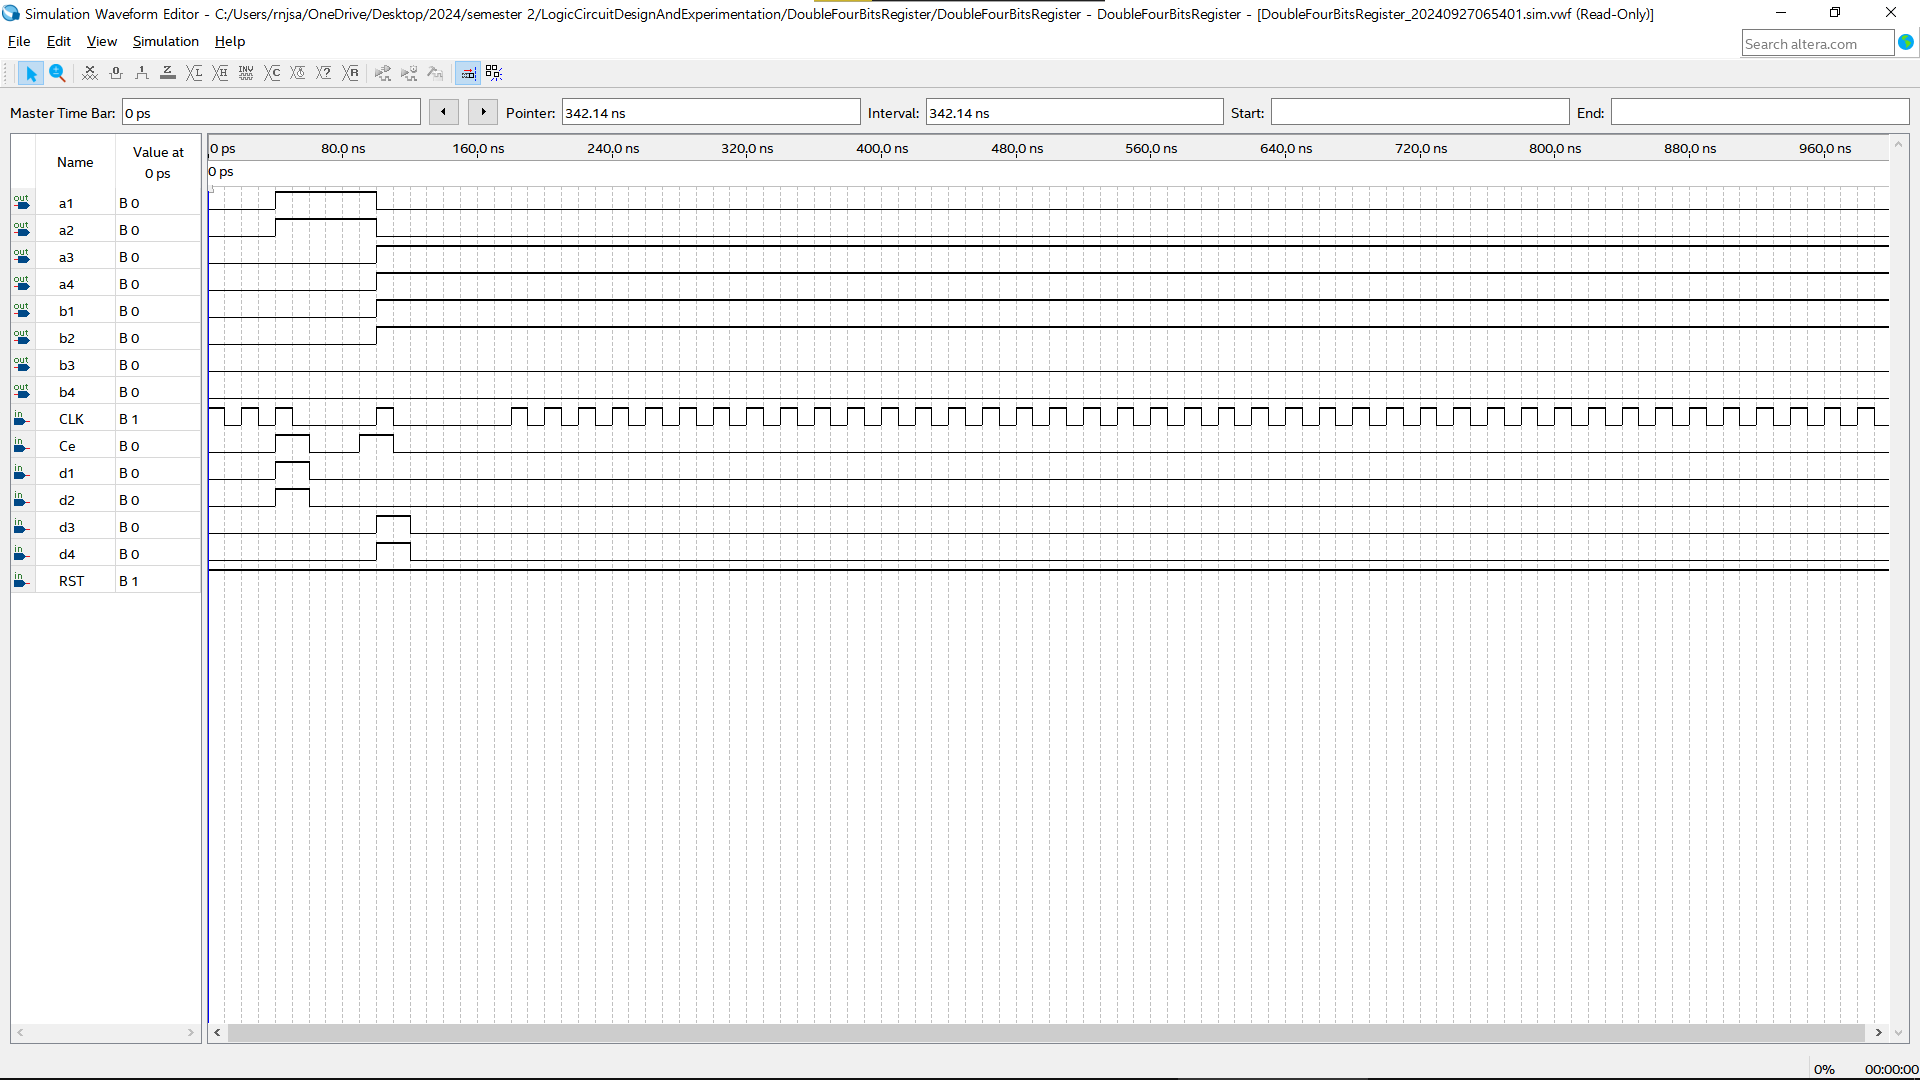 Simulation Waveform Editor - C:/Users/rnjsa/OneDrive/Desktop/2024/semester 2/LogicCircuitDesignAndExperimentation/DoubleFourBitsRegister/DoubleFourBitsRegister - DoubleFourBitsRegister - [DoubleFourBitsRegister_20240927065401.sim.vwf (Read-Only)]
File Edit View Simulation Help
Search altera.com
Master Time Bar: 0 ps Pointer: 342.14 ns Interval: 342.14 ns Start: End:
Name Value at 0 ps
0 ps 80.0 ns 160.0 ns 240.0 ns 320.0 ns 400.0 ns 480.0 ns 560.0 ns 640.0 ns 720.0 ns 800.0 ns 880.0 ns 960.0 ns
0 ps
out a1 B 0
out a2 B 0
out a3 B 0
out a4 B 0
out b1 B 0
out b2 B 0
out b3 B 0
out b4 B 0
in CLK B 1
in Ce B 0
in d1 B 0
in d2 B 0
in d3 B 0
in d4 B 0
in RST B 1
0% 00:00:00